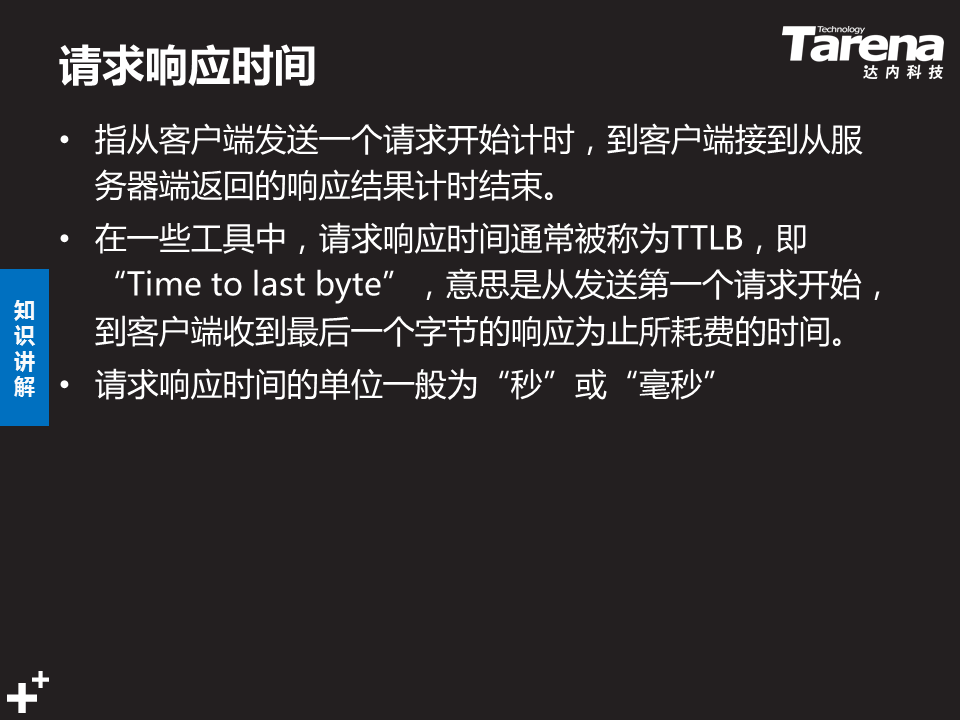 请求响应时间
Technology
Tarena
达内科技
• 指从客户端发送一个请求开始计时，到客户端接到从服
务器端返回的响应结果计时结束。
• 在一些工具中，请求响应时间通常被称为TTLB，即
“Time to last byte”，意思是从发送第一个请求开始，
到客户端收到最后一个字节的响应为止所耗费的时间。
• 请求响应时间的单位一般为“秒”或“毫秒”
知
识
讲
解